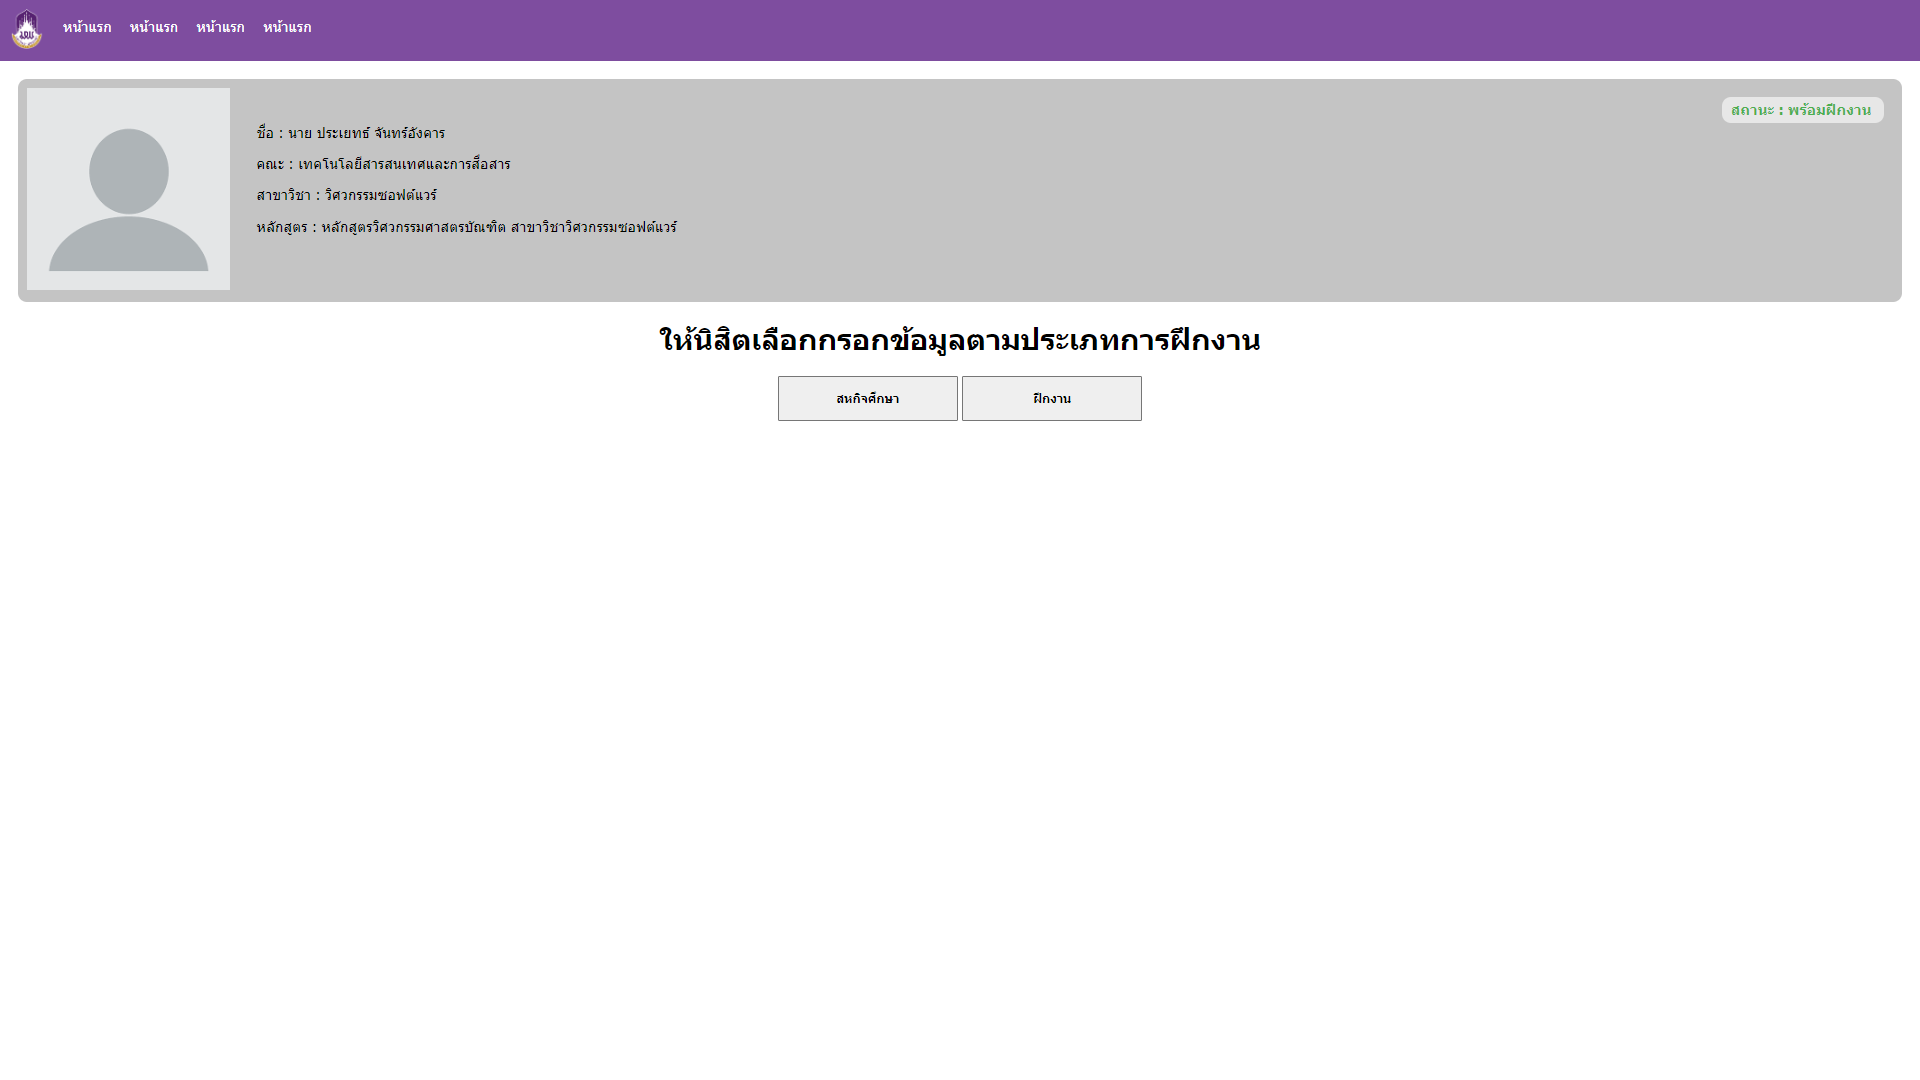 หน้าแรก หน้าแรก หน้าแรก หน้าแรก
สถานะ : พร้อมฝึกงาน
ชื่อ : นาย ประเยทธ์ จันทร์อังคาร
คณะ : เทคโนโลยีสารสนเทศและการสื่อสาร
สาขาวิชา : วิศวกรรมซอฟต์แวร์
หลักสูตร : หลักสูตรวิศวกรรมศาสตรบัณฑิต สาขาวิชาวิศวกรรมซอฟต์แวร์
ให้นิสิตเลือกกรอกข้อมูลตามประเภทการฝึกงาน
สหกิจศึกษา ฝึกงาน